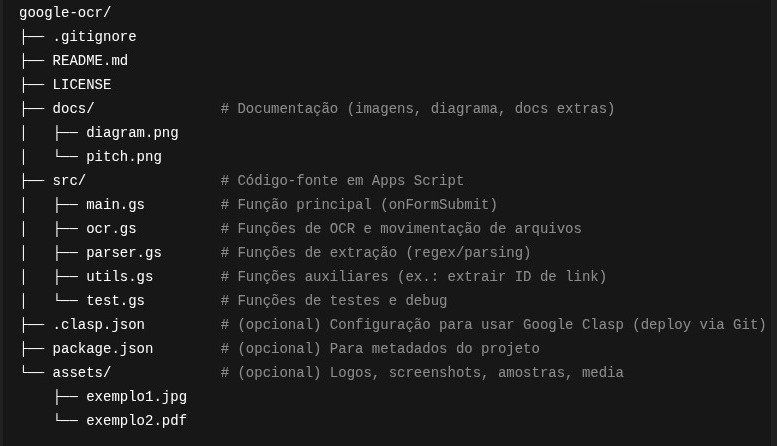 google-ocr/
├── .gitignore
├── README.md
├── LICENSE
├── docs/               # Documentação (imagens, diagrama, docs extras)
│   ├── diagram.png
│   └── pitch.png
├── src/                # Código-fonte em Apps Script
│   ├── main.gs         # Função principal (onFormSubmit)
│   ├── ocr.gs          # Funções de OCR e movimentação de arquivos
│   ├── parser.gs       # Funções de extração (regex/parsing)
│   ├── utils.gs        # Funções auxiliares (ex.: extrair ID de link)
│   └── test.gs         # Funções de testes e debug
├── .clasp.json         # (opcional) Configuração para usar Google Clasp (deploy via Git)
├── package.json        # (opcional) Para metadados do projeto
└── assets/             # (opcional) Logos, screenshots, amostras, media
    ├── exemplo1.jpg
    └── exemplo2.pdf